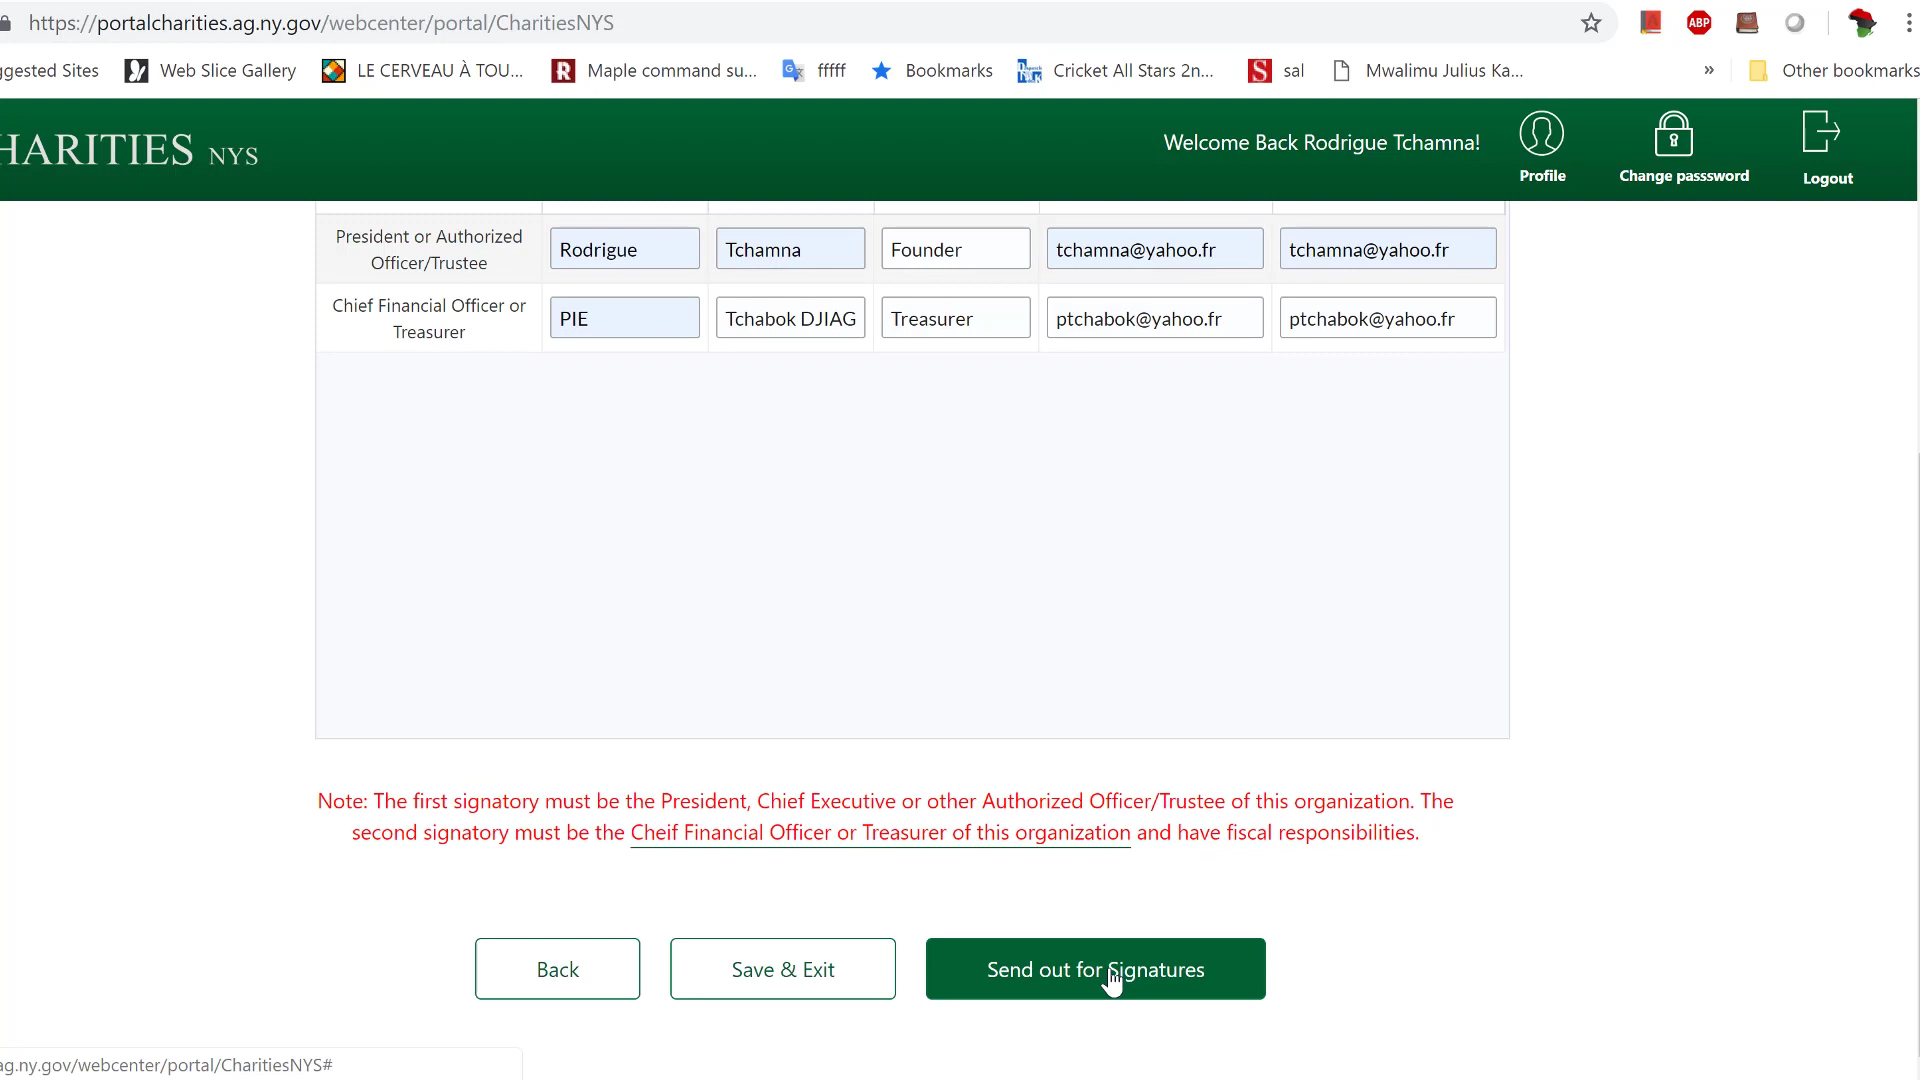 https://portalcharities.ag.ny.gov/webcenter/portal/CharitiesNYS
ABP
ggested Sites Web Slice Gallery LE CERVEAU À TOU... Maple command su... fffff Bookmarks Cricket All Stars 2n... sal Mwalimu Julius Ka... » Other bookmarks
HARITIES NYS
Welcome Back Rodrigue Tchamna!
Profile
Change passsword
Logout
President or Authorized
Officer/Trustee
Rodrigue Tchamna Founder tchamna@yahoo.fr tchamna@yahoo.fr
Chief Financial Officer or
Treasurer
PIE Tchabok DJIAG Treasurer ptchabok@yahoo.fr ptchabok@yahoo.fr
Note: The first signatory must be the President, Chief Executive or other Authorized Officer/Trustee of this organization. The
second signatory must be the Cheif Financial Officer or Treasurer of this organization and have fiscal responsibilities.
Back Save & Exit Send out for Signatures
ag.ny.gov/webcenter/portal/CharitiesNYS#